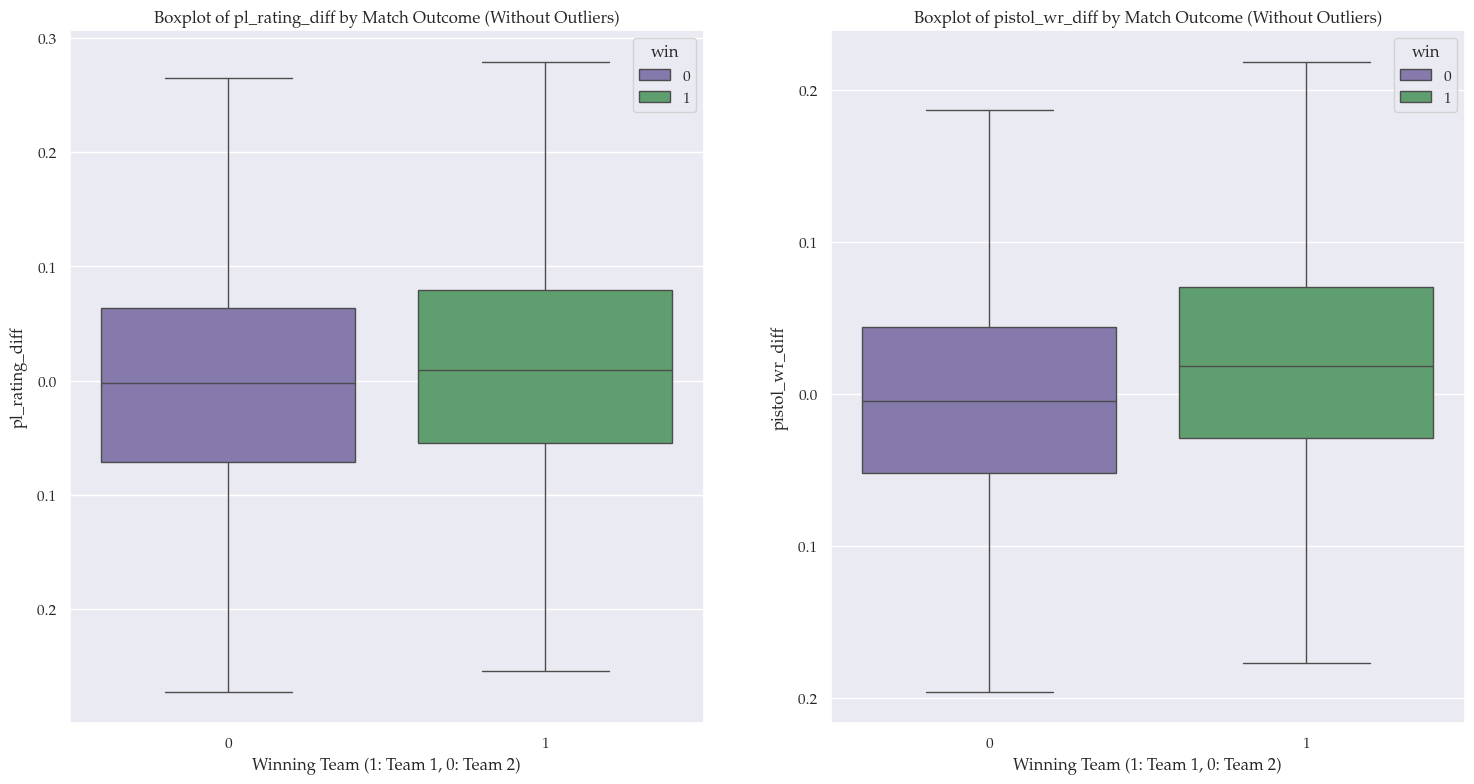 Boxplot of pl_rating_diff by Match Outcome (Without Outliers)
0.3
0.2
0.1
0.0
0.1
0.2
pl_rating_diff
win
0
1
0
1
Winning Team (1: Team 1, 0: Team 2)
Boxplot of pistol_wr_diff by Match Outcome (Without Outliers)
0.2
0.1
0.0
0.1
0.2
pistol_wr_diff
win
0
1
0
1
Winning Team (1: Team 1, 0: Team 2)